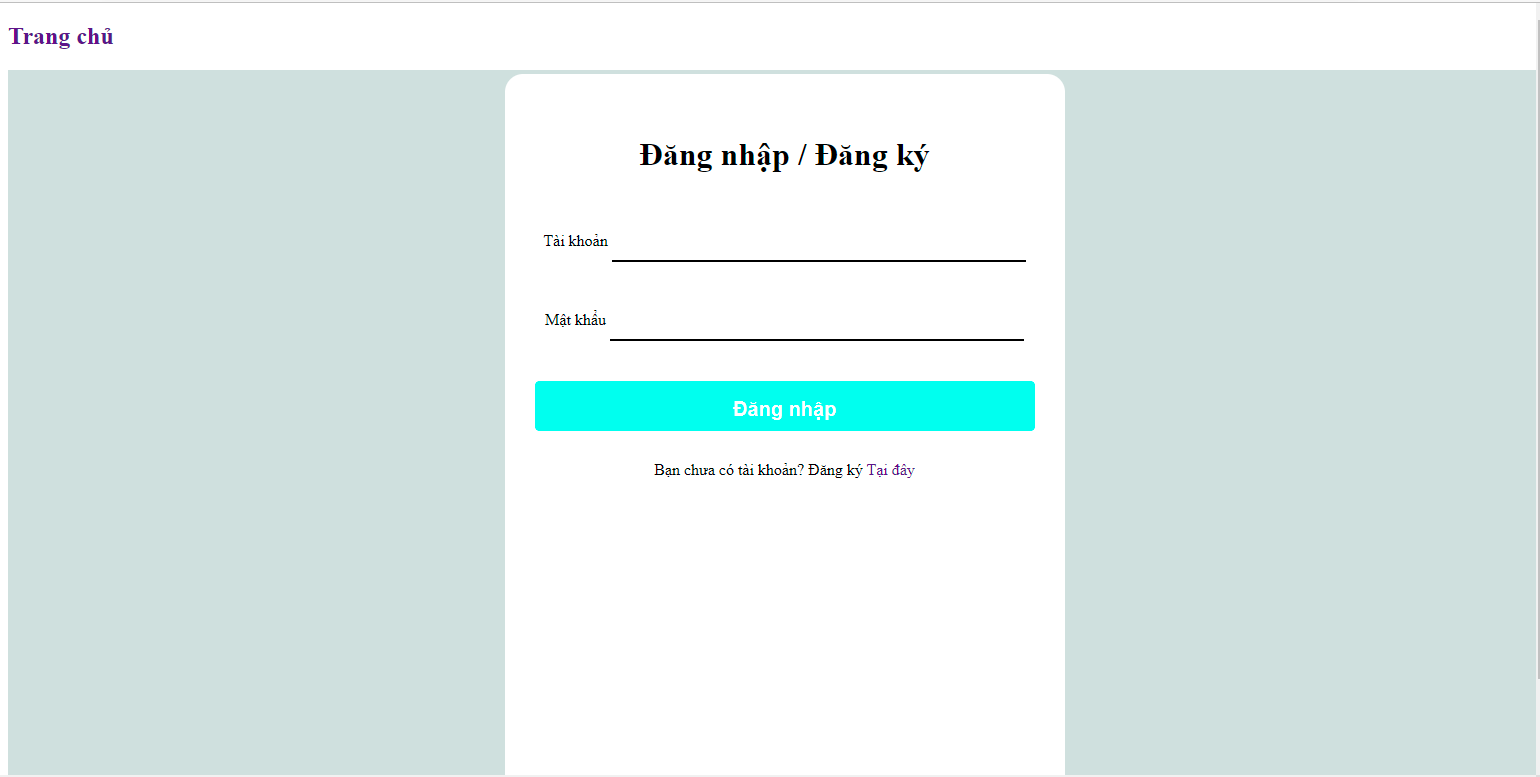 Trang chủ
Đăng nhập / Đăng ký
Tài khoản
Mật khẩu
Đăng nhập
Bạn chưa có tài khoản? Đăng ký Tại đây